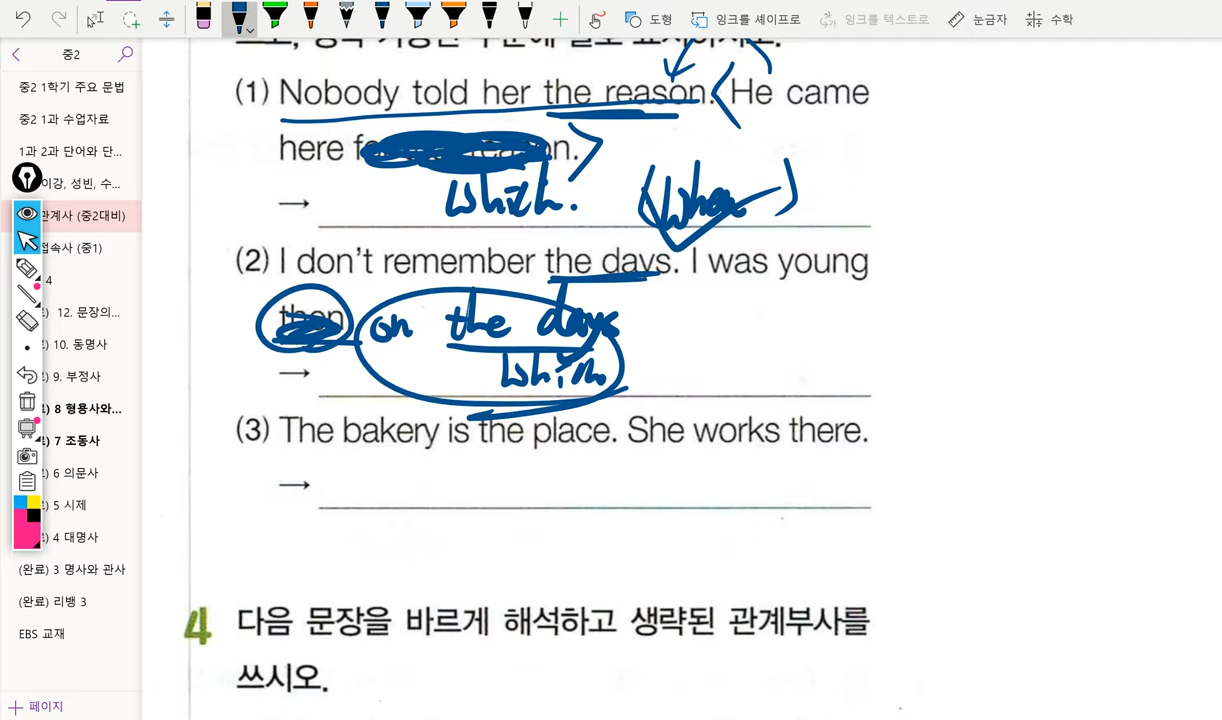 도형
잉크를 셰이프로
잉크를 텍스트로
눈금자
수학
중2
중2 1학기 주요 문법
중2 1과 수업자료
1과 2과 단어와 단...
이강, 성빈, 수...
관계사 (중2대비)
접속사 (중1)
4
12. 문장의...
10. 동명사
9. 부정사
8 형용사와...
7 조동사
6 의문사
5 시제
4 대명사
(완료) 3 명사와 관사
(완료) 리뱅 3
EBS 교재
페이지
(1) Nobody told her the reason. He came
here
which.
→
(when)
(2) I don't remember the days. I was young
then on the days
→ which
(3) The bakery is the place. She works there.
→
4 다음 문장을 바르게 해석하고 생략된 관계부사를
쓰시오.